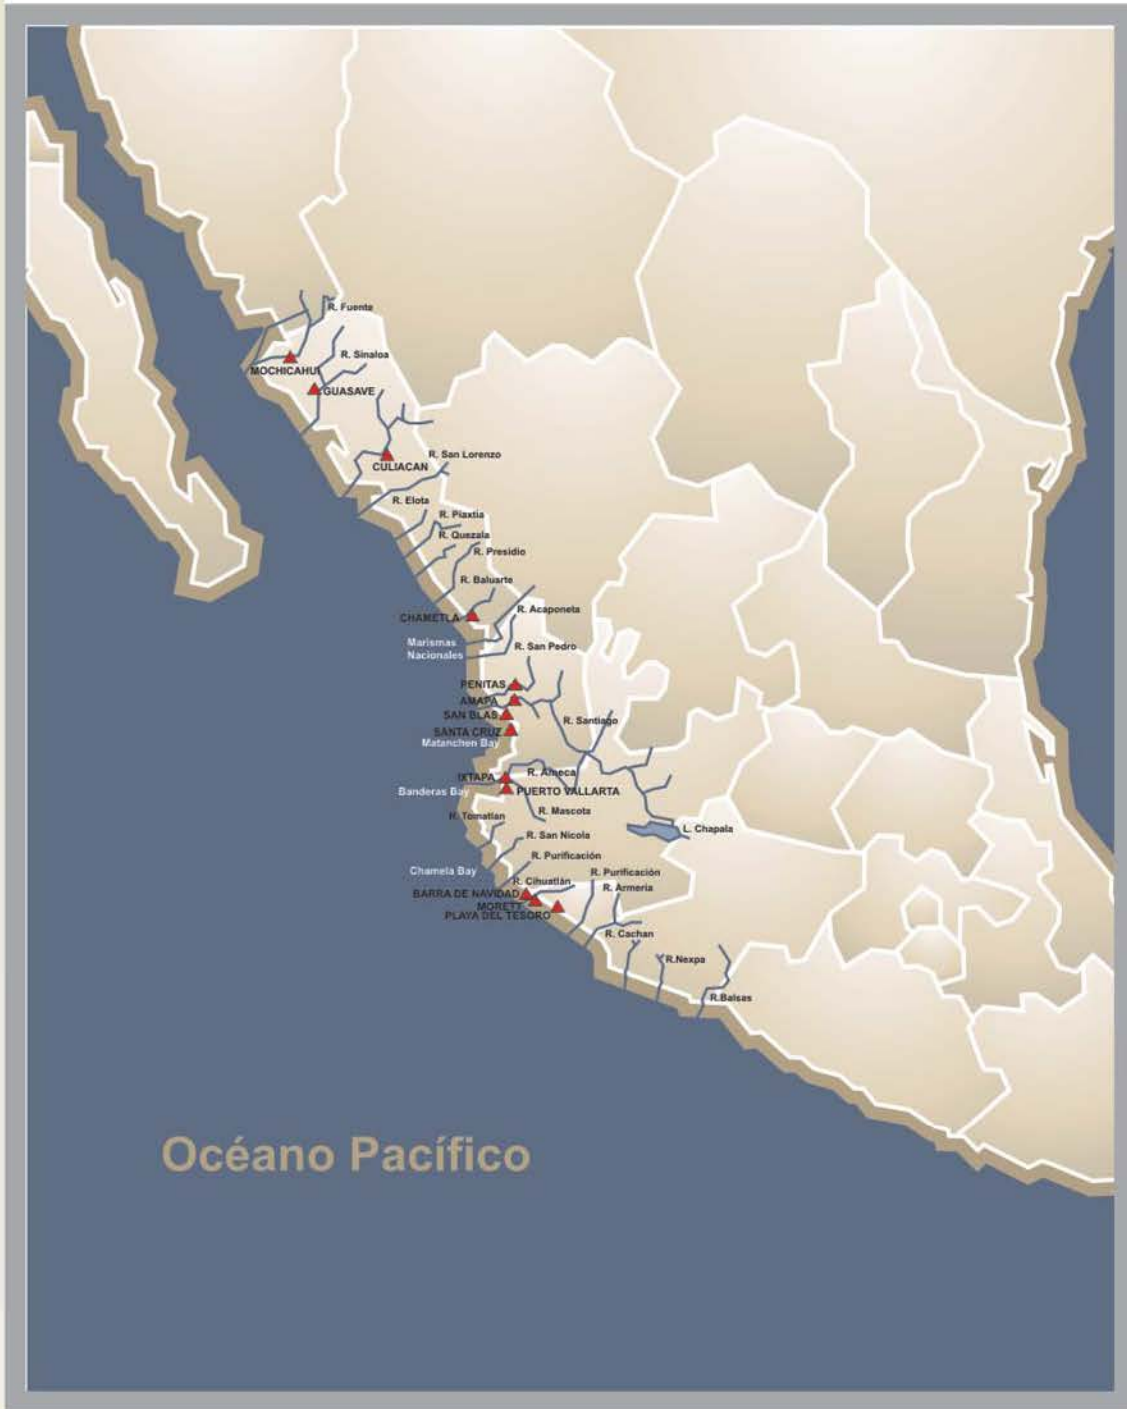 R. Fuente
R. Sinaloa
MOCHICAHUI
GUASAVE
R. San Lorenzo
CULIACAN
R. Elota
R. Piaxtla
R. Quezala
R. Presidio
R. Baluarte
R. Acaponeta
CHAMETLA
Marismas
Nacionales
R. San Pedro
PENITAS
AMAPA
SAN BLAS
R. Santiago
SANTA CRUZ
Matanchen Bay
R. Ameca
IXTAPA
Banderas Bay
PUERTO VALLARTA
R. Mascota
R. Tomatlan
L. Chapala
R. San Nicola
R. Purificación
Chamela Bay
R. Purificación
R. Cihuatlán
R. Armeria
BARRA DE NAVIDAD
MORETT
PLAYA DEL TESORO
R. Cachan
R.Nexpa
R.Balsas
Océano Pacífico